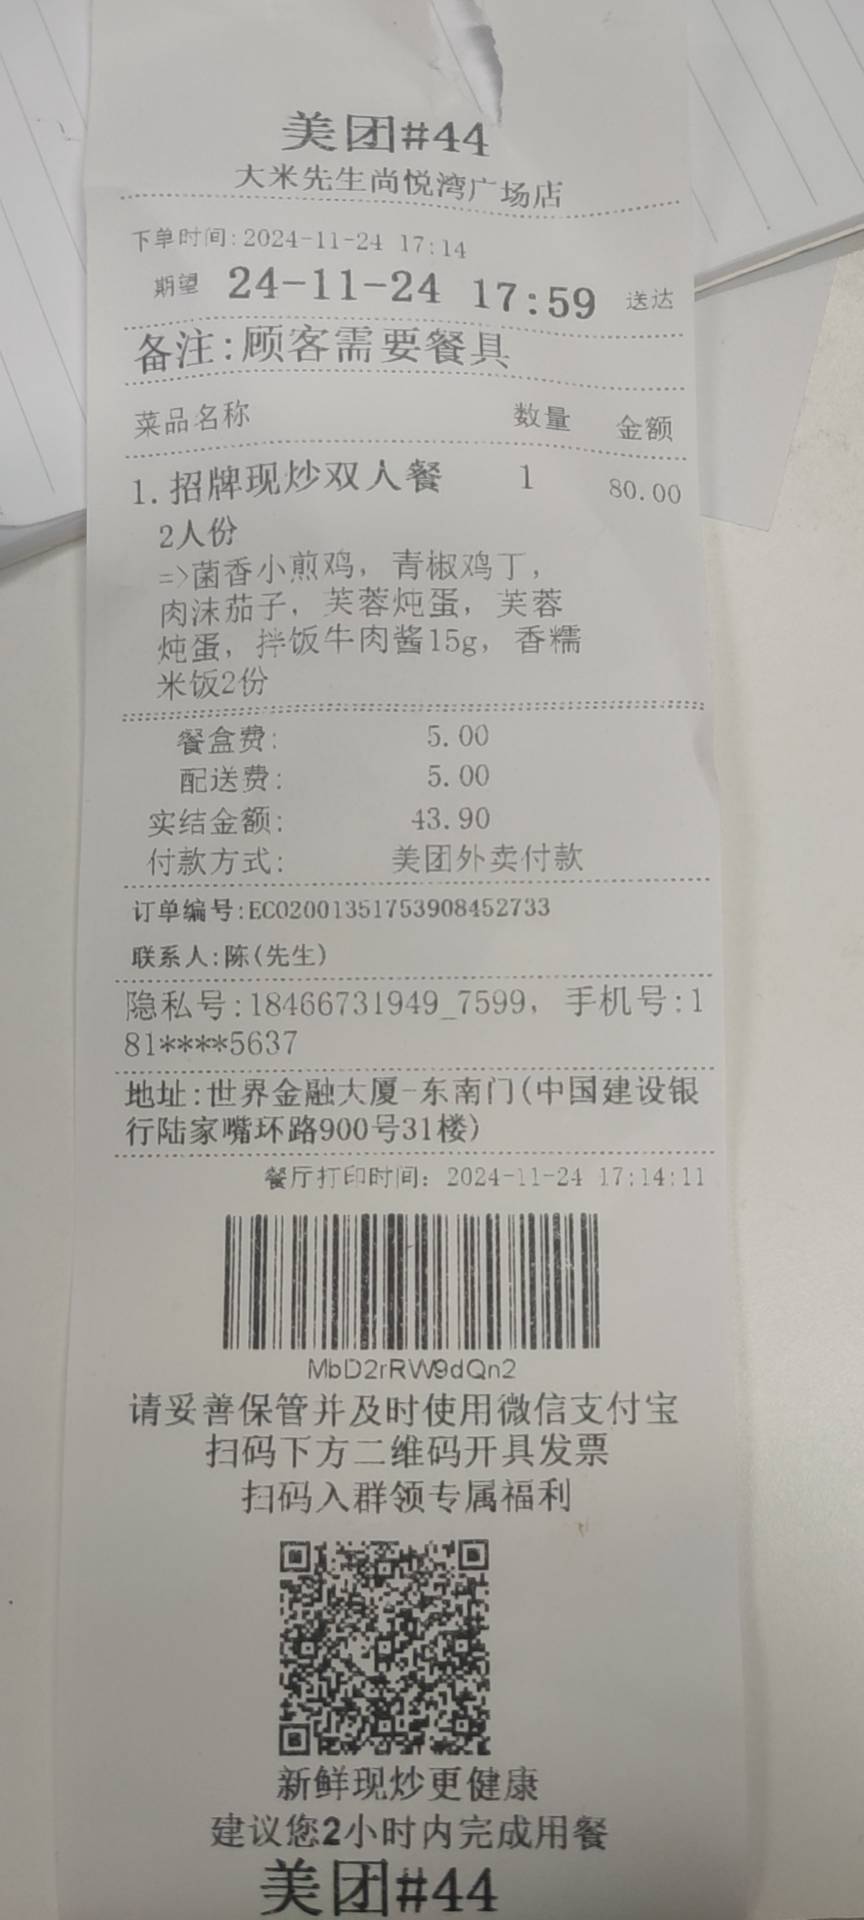 美团#44
大米先生尚悦湾广场店
下单时间:2024-11-24 17:14
期望 24-11-24 17:59 送达
备注:顾客需要餐具
菜品名称 数量 金额
1.招牌现炒双人餐 1 80.00
2人份
=>菌香小煎鸡, 青椒鸡丁,
肉沫茄子, 芙蓉炖蛋, 芙蓉
炖蛋, 拌饭牛肉酱15g, 香糯
米饭2份
餐盒费: 5.00
配送费: 5.00
实结金额: 43.90
付款方式: 美团外卖付款
订单编号:ECO2001351753908452733
联系人:陈(先生)
隐私号:18466731949_7599, 手机号:1
81****5637
地址:世界金融大厦-东南门(中国建设银
行陆家嘴环路900号31楼)
餐厅打印时间: 2024-11-24 17:14:11
MbD2rRW9dQn2
请妥善保管并及时使用微信支付宝
扫码下方二维码开具发票
扫码入群领专属福利
新鲜现炒更健康
建议您2小时内完成用餐
美团#44